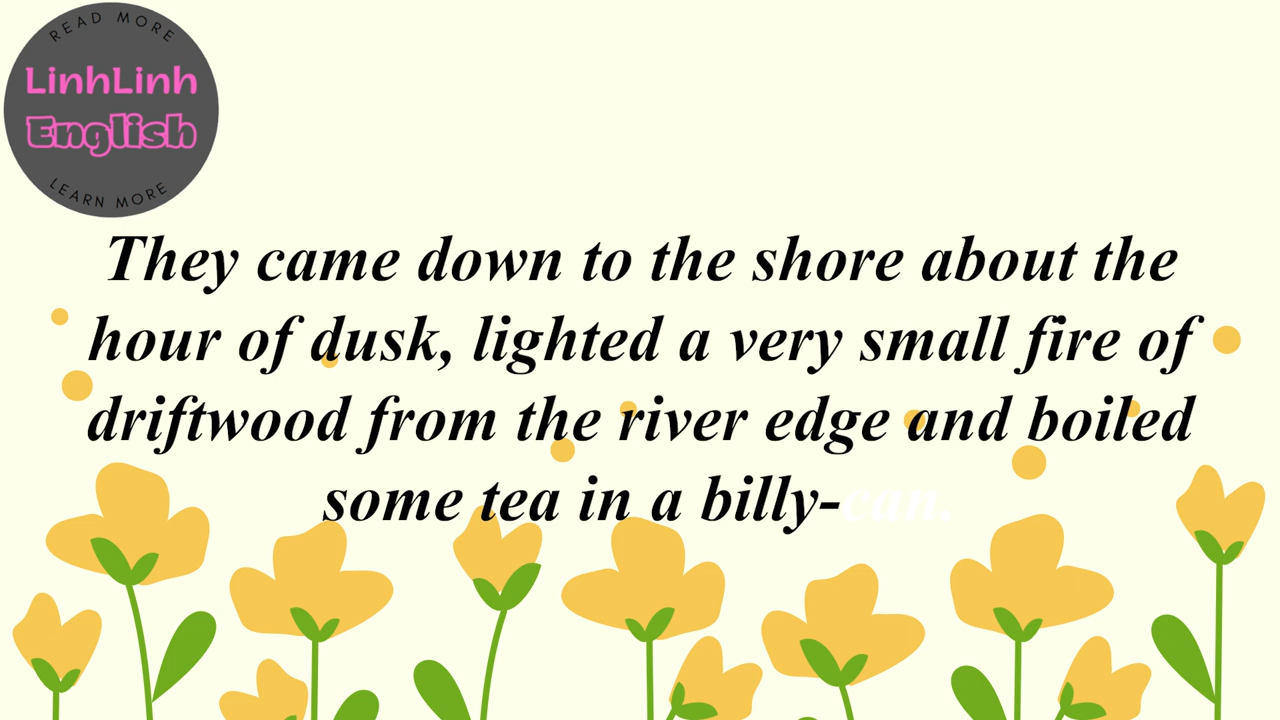 READ MORE
LinhLinh
English
LEARN MORE
They came down to the shore about the
hour of dusk, lighted a very small fire of
driftwood from the river edge and boiled
some tea in a billy-can.